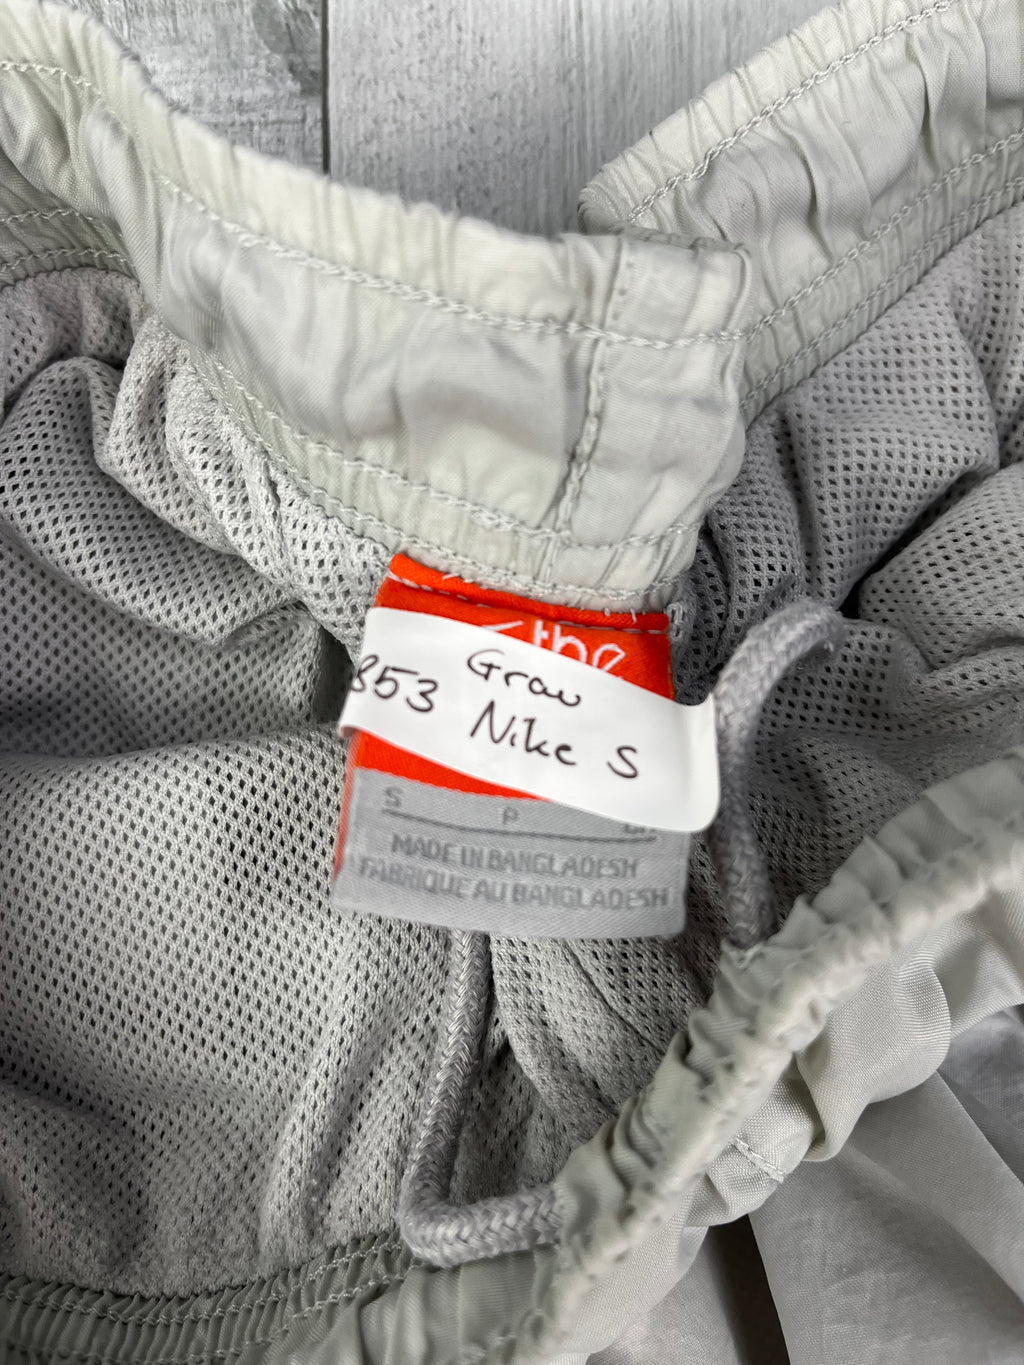 the
Grau
853 Nike S
S P
MADE IN BANGLADESH
FABRIQUE AU BANGLADESH